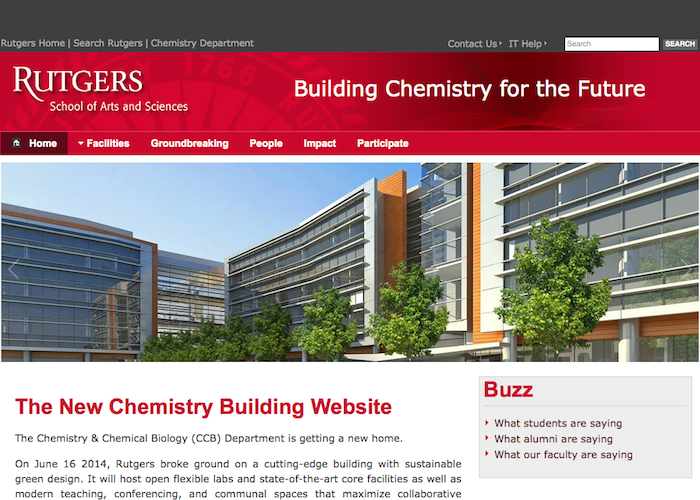 Rutgers Home | Search Rutgers | Chemistry Department
Contact Us IT Help Search SEARCH
RUTGERS
School of Arts and Sciences
Building Chemistry for the Future
1766
Home Facilities Groundbreaking People Impact Participate
The New Chemistry Building Website
The Chemistry & Chemical Biology (CCB) Department is getting a new home.
On June 16 2014, Rutgers broke ground on a cutting-edge building with sustainable
green design. It will host open flexible labs and state-of-the-art core facilities as well as
modern teaching, conferencing, and communal spaces that maximize collaborative
Buzz
What students are saying
What alumni are saying
What our faculty are saying